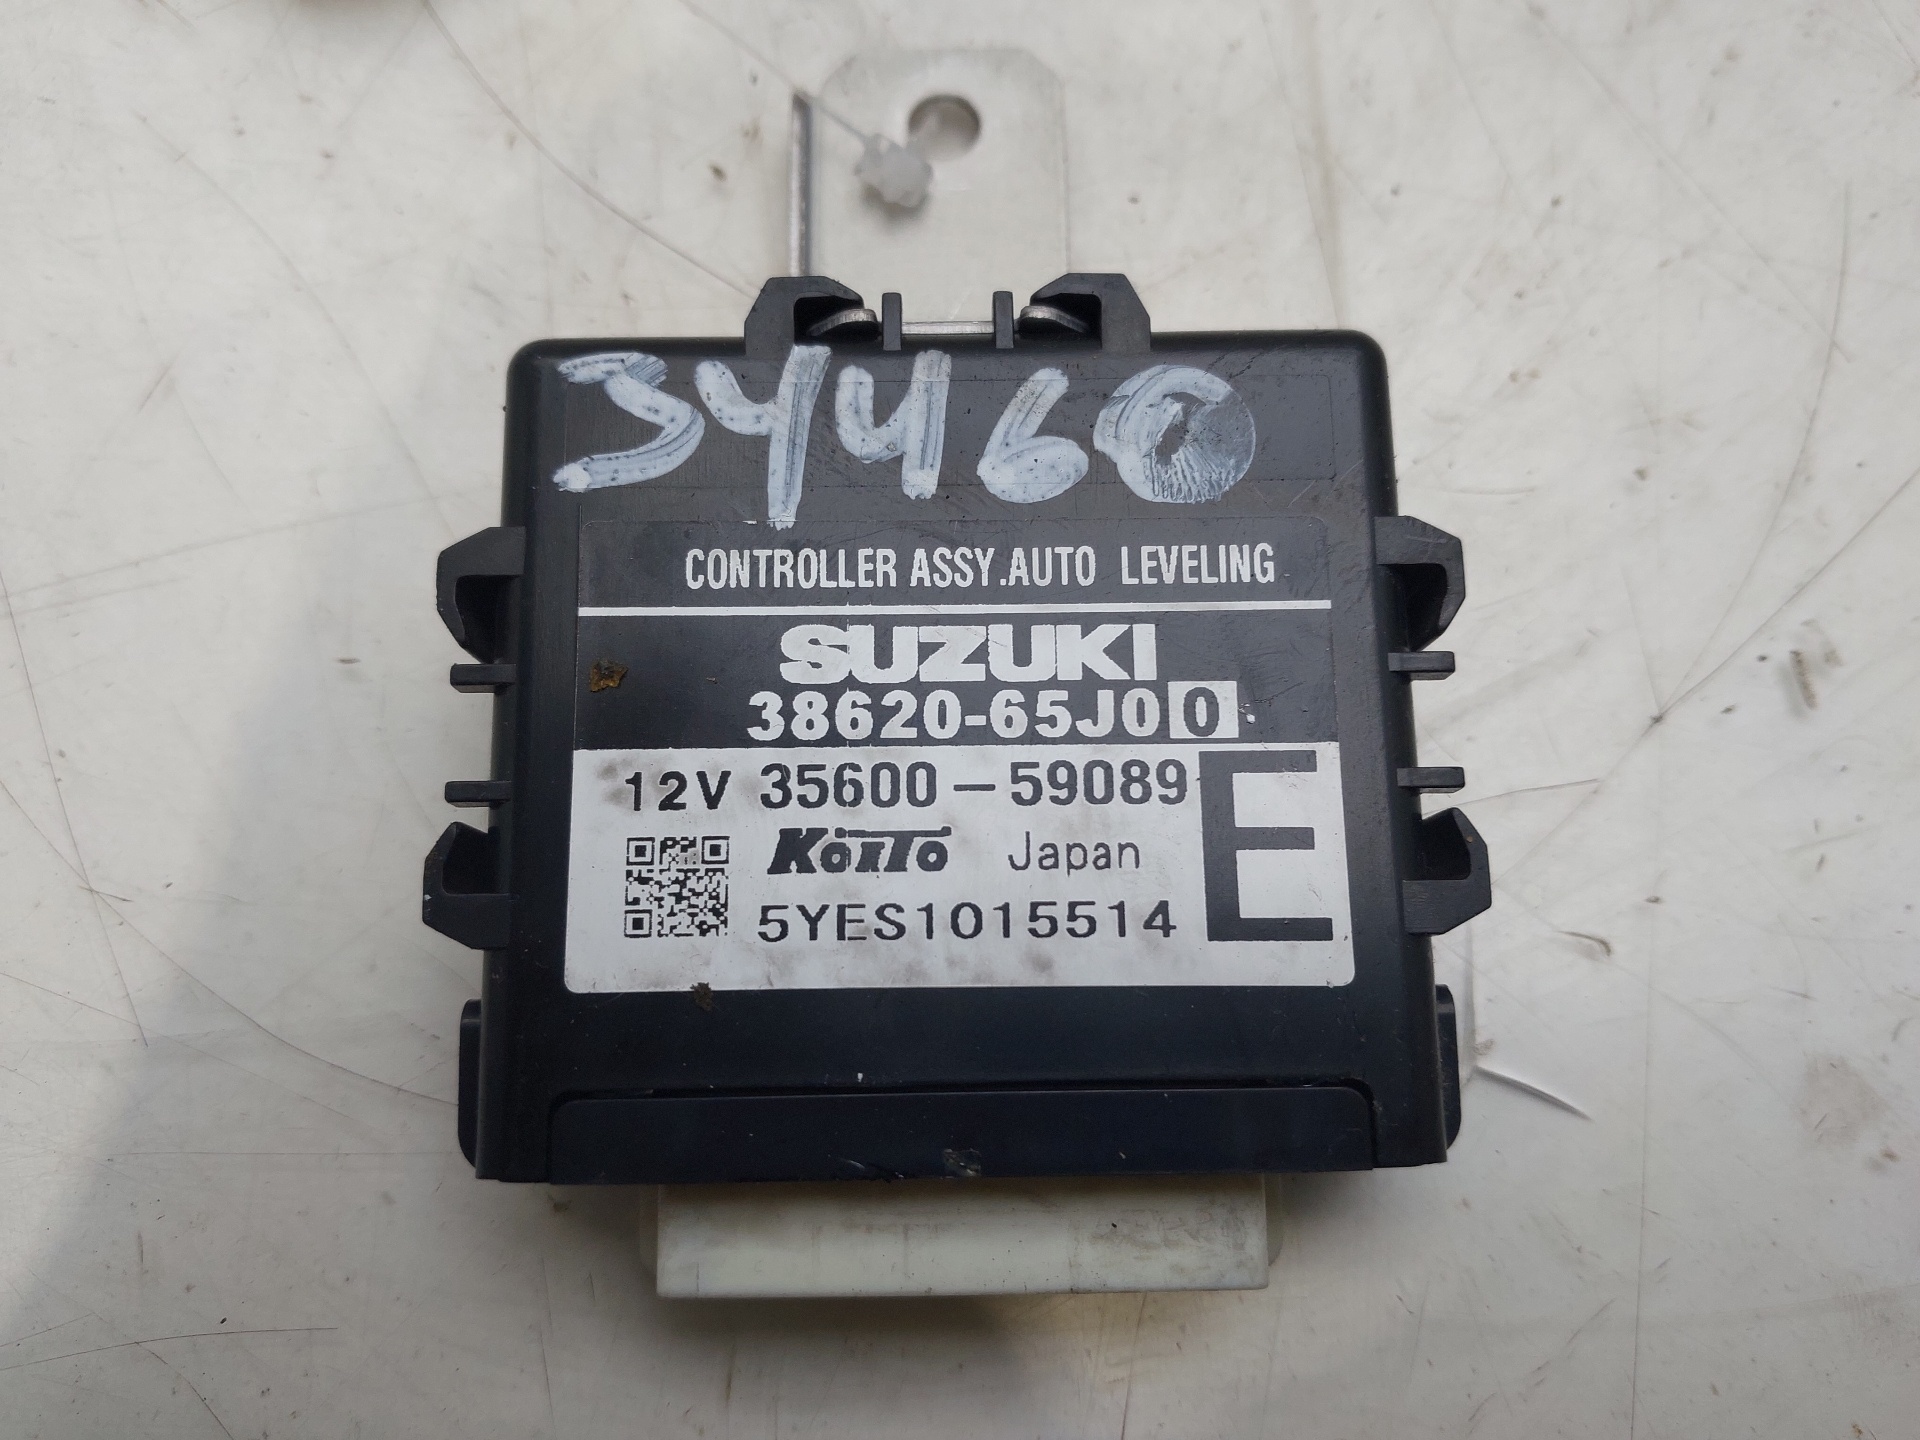 34460
CONTROLLER ASSY.AUTO LEVELING
SUZUKI
38620-65J00
12V 35600-59089
E
KOITO Japan
5YES1015514